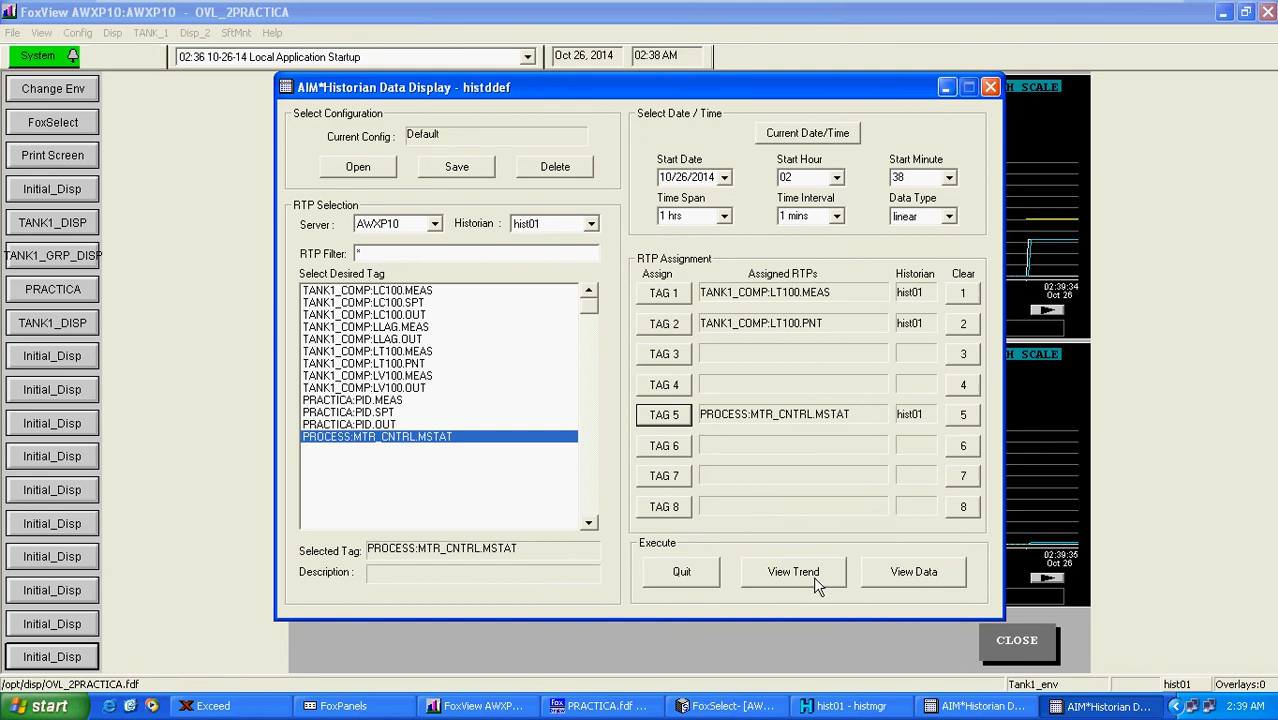 FoxView AWXP10:AWXP10 - OVL_2PRACTICA
File View Config Disp TANK_1 Disp_2 SftMnt Help
System
02:36 10-26-14 Local Application Startup
Oct 26, 2014
02:38 AM
Change Env
FoxSelect
Print Screen
Initial_Disp
TANK1_DISP
TANK1_GRP_DISP
PRACTICA
TANK1_DISP
Initial_Disp
Initial_Disp
Initial_Disp
Initial_Disp
Initial_Disp
Initial_Disp
Initial_Disp
Initial_Disp
Initial_Disp
Initial_Disp
AIM*Historian Data Display - histddef
Select Configuration
Current Config : Default
Open Save Delete
RTP Selection
Server : AWXP10 Historian : hist01
RTP Filter: *
Select Desired Tag
TANK1_COMP:LC100.MEAS
TANK1_COMP:LC100.SPT
TANK1_COMP:LC100.OUT
TANK1_COMP:LLAG.MEAS
TANK1_COMP:LLAG.OUT
TANK1_COMP:LT100.MEAS
TANK1_COMP:LT100.PNT
TANK1_COMP:LV100.MEAS
TANK1_COMP:LV100.OUT
PRACTICA:PID.MEAS
PRACTICA:PID.SPT
PRACTICA:PID.OUT
PROCESS:MTR_CNTRL.MSTAT
Selected Tag: PROCESS:MTR_CNTRL.MSTAT
Description :
Select Date / Time
Current Date/Time
Start Date Start Hour Start Minute
10/26/2014 02 38
Time Span Time Interval Data Type
1 hrs 1 mins linear
RTP Assignment
Assign Assigned RTPs Historian Clear
TAG 1 TANK1_COMP:LT100.MEAS hist01 1
TAG 2 TANK1_COMP:LT100.PNT hist01 2
TAG 3 3
TAG 4 4
TAG 5 PROCESS:MTR_CNTRL.MSTAT hist01 5
TAG 6 6
TAG 7 7
TAG 8 8
Execute
Quit View Trend View Data
H SCALE
02:39:34
Oct 26
H SCALE
02:39:35
Oct 26
CLOSE
/opt/disp/OVL_2PRACTICA.fdf
Tank1_env
hist01
Overlays:0
start
Exceed
FoxPanels
FoxView AWXP...
PRACTICA.fdf ...
FoxSelect- [AW...
hist01 - histmgr
AIM*Historian D...
AIM*Historian D...
2:39 AM